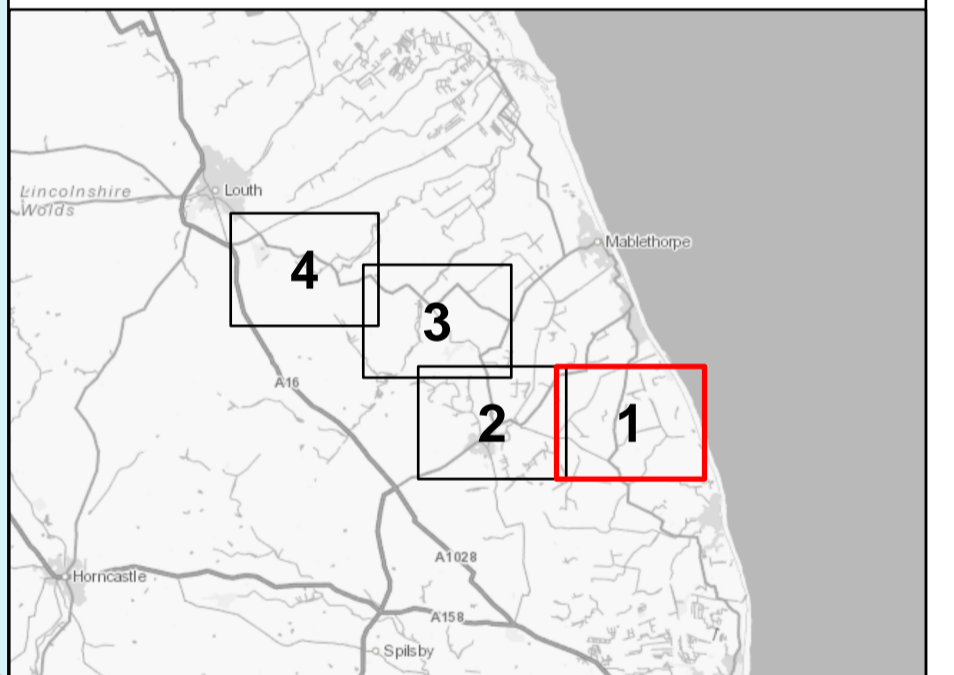 Louth
Lincolnshire
Wolds
Mablethorpe
4
3
A16
2
1
A1028
Horncastle
A158
Spilsby